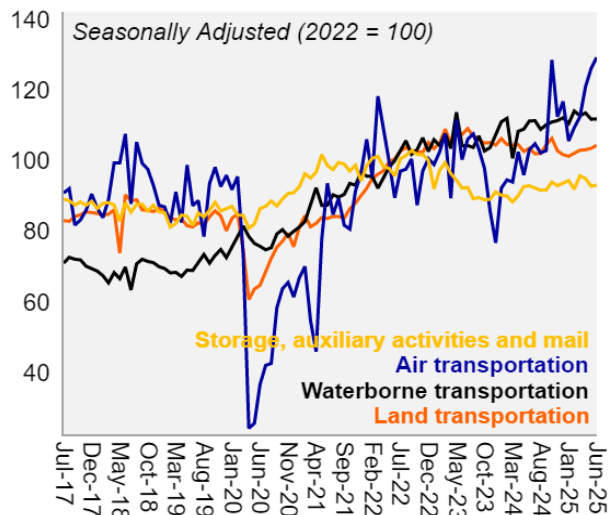 140
Seasonally Adjusted (2022 = 100)
120
100
80
60
40
Storage, auxiliary activities and mail
Air transportation
Waterborne transportation
Land transportation
Jul-17
Dec-17
May-18
Oct-18
Mar-19
Aug-19
Jan-20
Jun-20
Nov-20
Apr-21
Sep-21
Feb-22
Jul-22
Dec-22
May-23
Oct-23
Mar-24
Aug-24
Jan-25
Jun-25